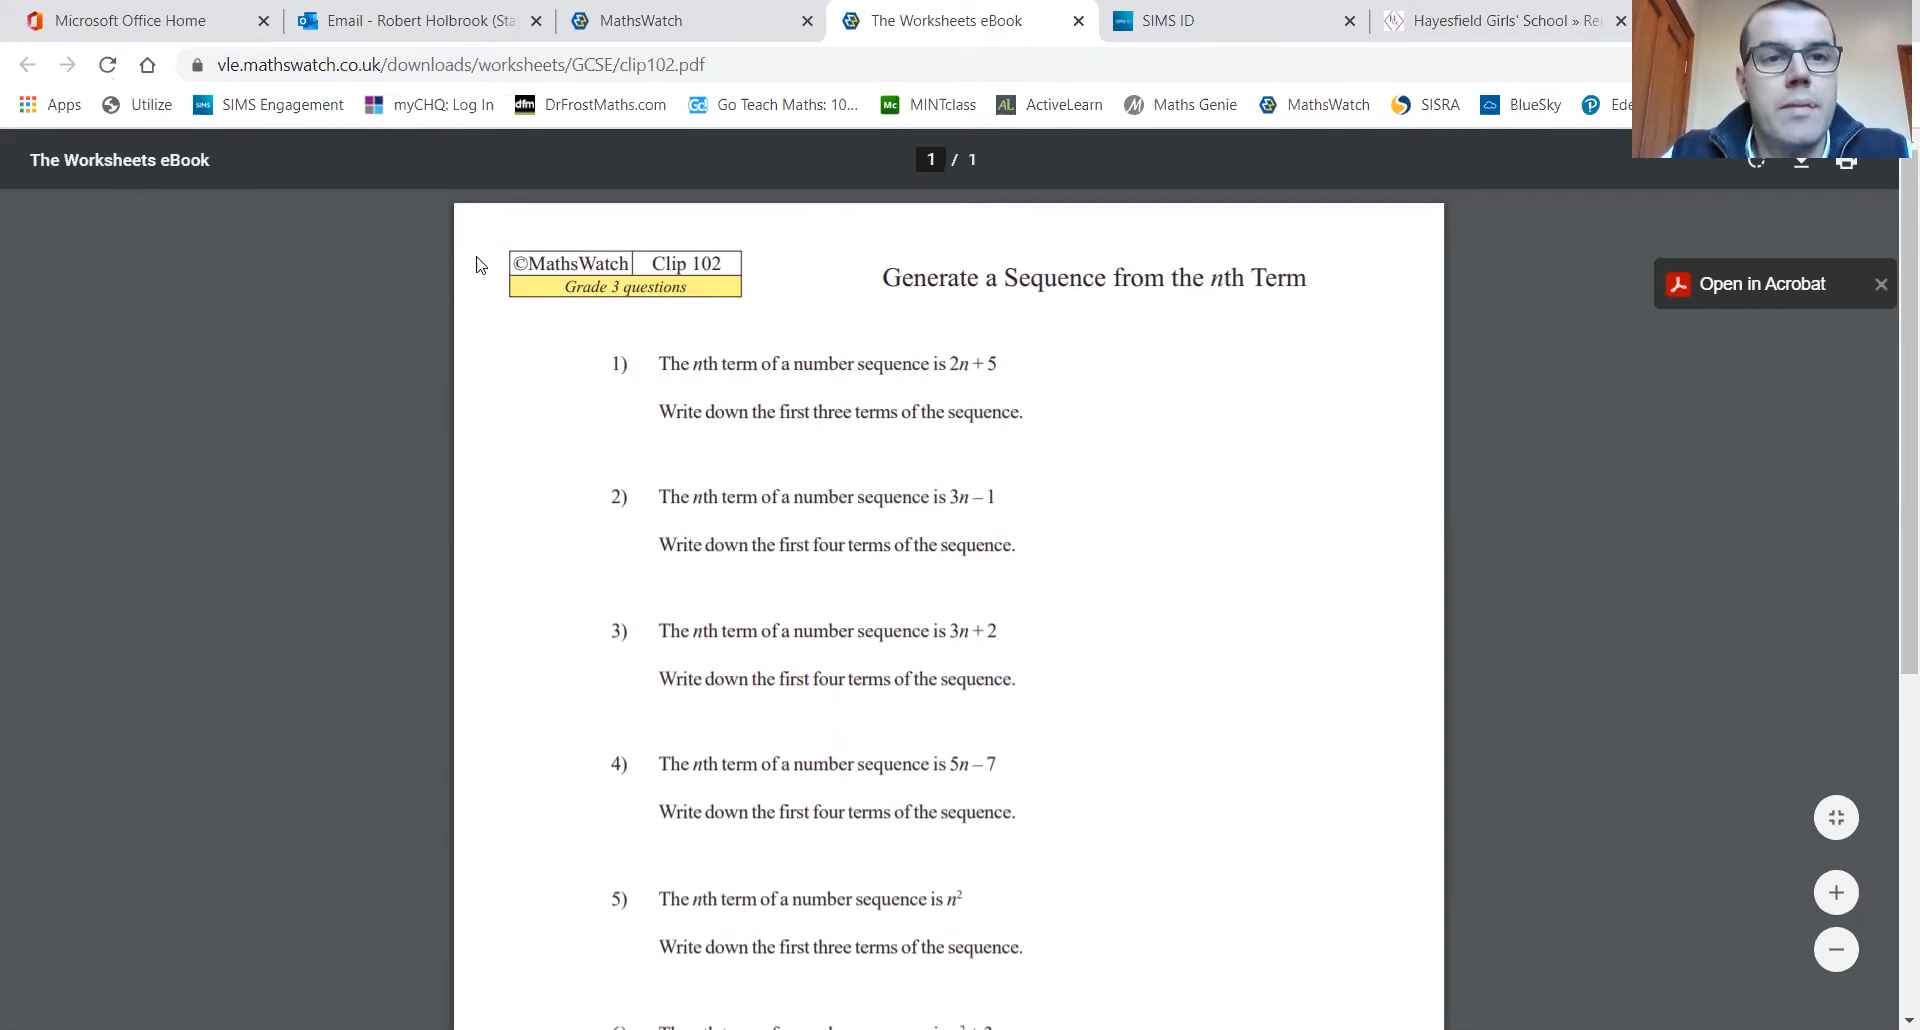 Microsoft Office Home
Email - Robert Holbrook (Sta
MathsWatch
The Worksheets eBook
SIMS ID
Hayesfield Girls' School » Re
vle.mathswatch.co.uk/downloads/worksheets/GCSE/clip102.pdf
Apps
Utilize
SIMS SIMS Engagement
myCHQ: Log In
dfm DrFrostMaths.com
Go Teach Maths: 10...
Mc MINTclass
AL ActiveLearn
M Maths Genie
MathsWatch
SISRA
BlueSky
Ede
The Worksheets eBook
1 / 1
©MathsWatch Clip 102
Grade 3 questions
Generate a Sequence from the nth Term
Open in Acrobat
1) The nth term of a number sequence is 2n + 5
Write down the first three terms of the sequence.
2) The nth term of a number sequence is 3n – 1
Write down the first four terms of the sequence.
3) The nth term of a number sequence is 3n + 2
Write down the first four terms of the sequence.
4) The nth term of a number sequence is 5n – 7
Write down the first four terms of the sequence.
5) The nth term of a number sequence is n²
Write down the first three terms of the sequence.